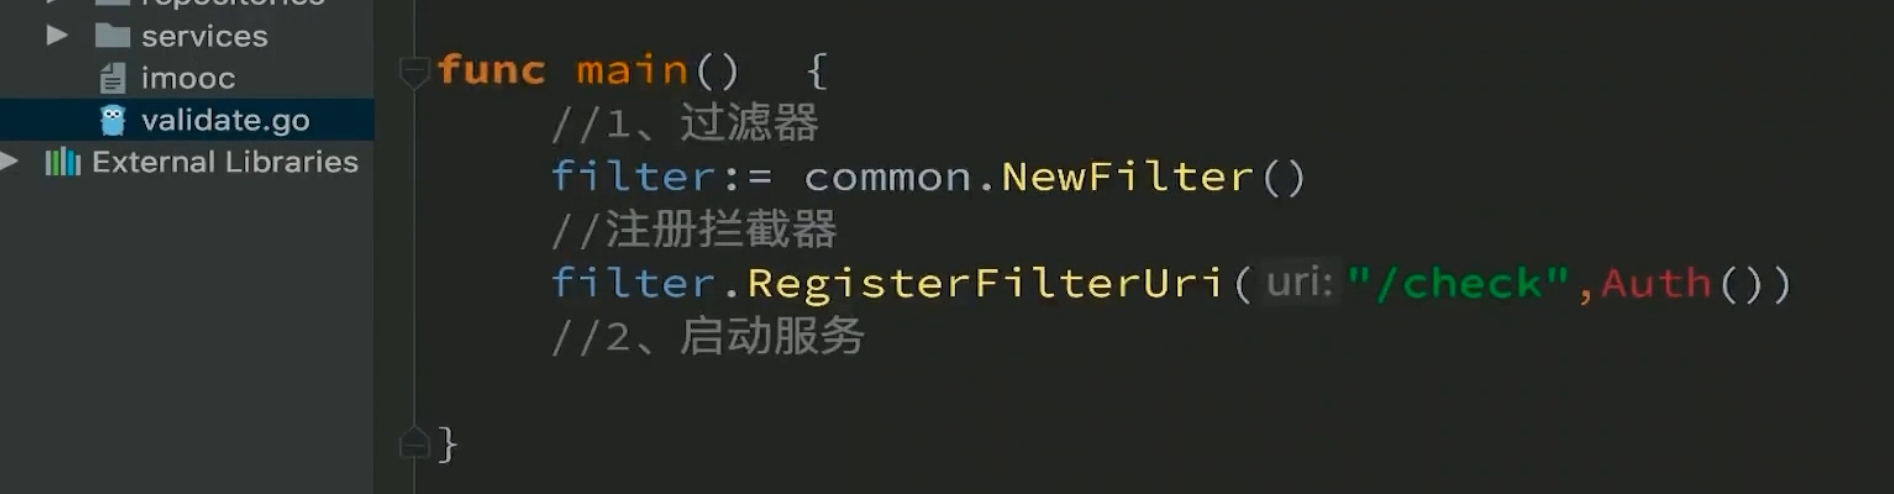 repositories
services
imooc
validate.go
External Libraries
func main()  {
//1、过滤器
filter:= common.NewFilter()
//注册拦截器
filter.RegisterFilterUri( uri: "/check",Auth())
//2、启动服务
}